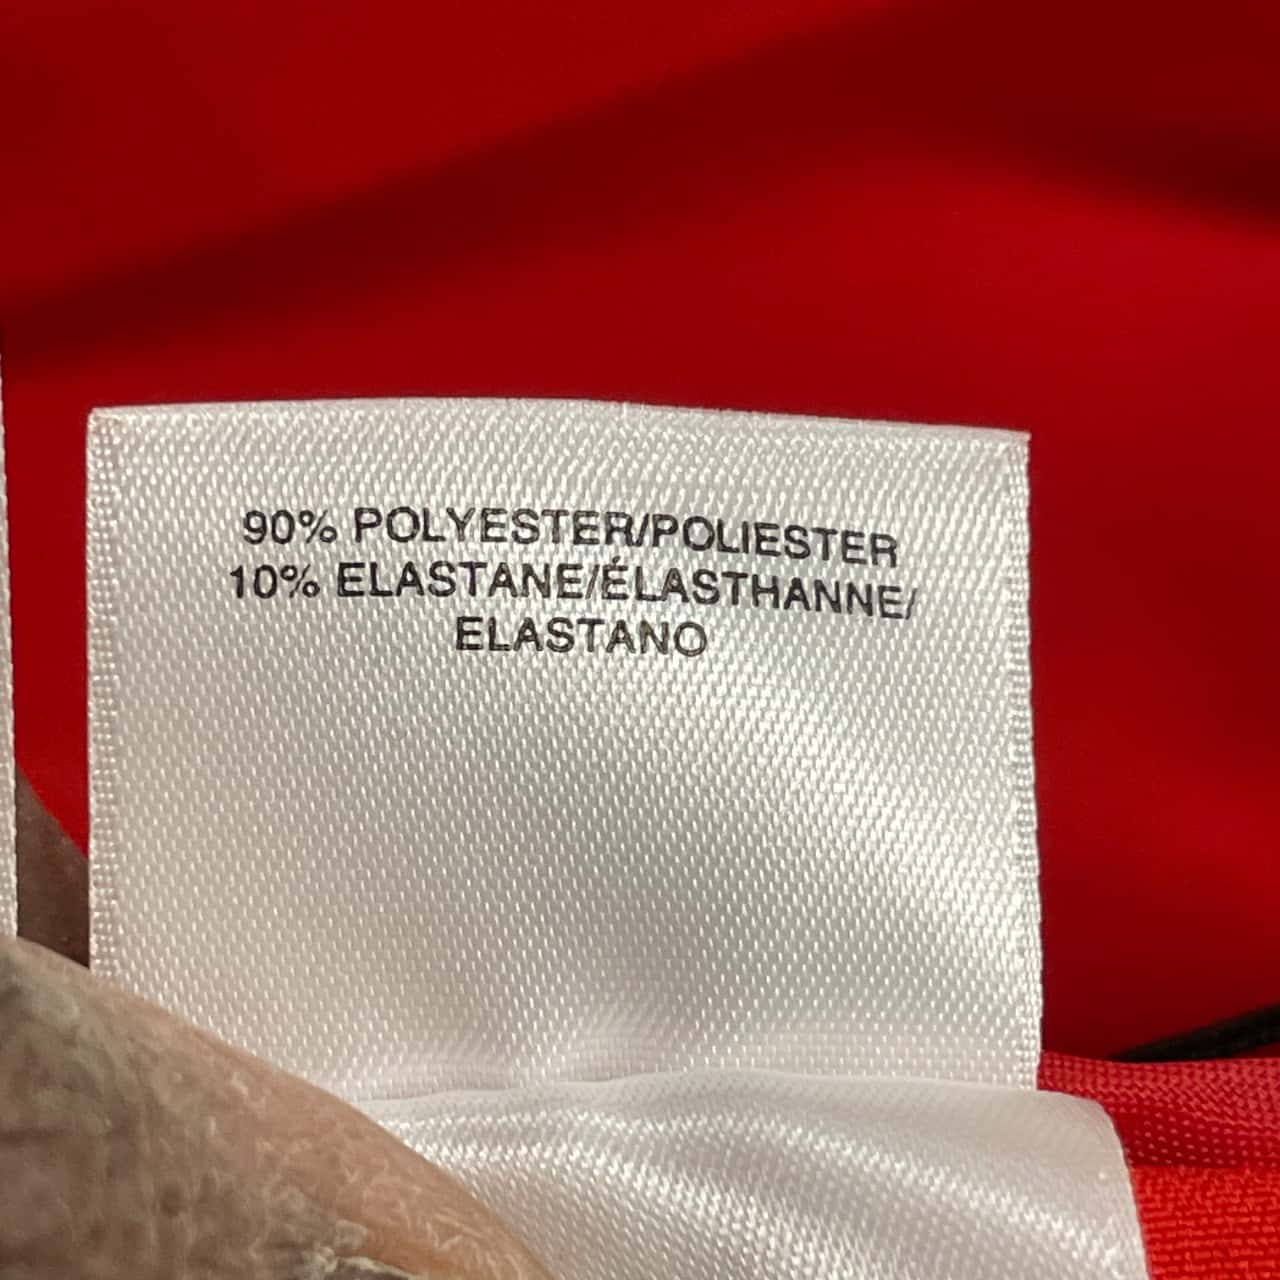 90% POLYESTER/POLIESTER
10% ELASTANE/ÉLASTHANNE/
ELASTANO